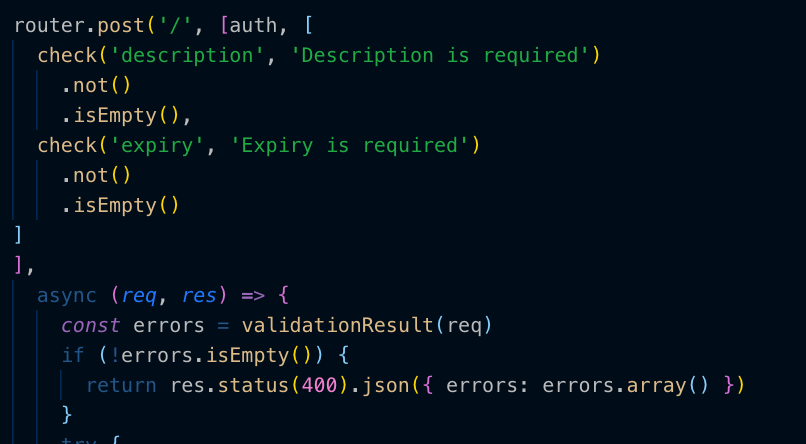 router.post('/', [auth, [
check('description', 'Description is required')
.not()
.isEmpty(),
check('expiry', 'Expiry is required')
.not()
.isEmpty()
]
],
async (req, res) => {
const errors = validationResult(req)
if (!errors.isEmpty()) {
return res.status(400).json({ errors: errors.array() })
}
try {